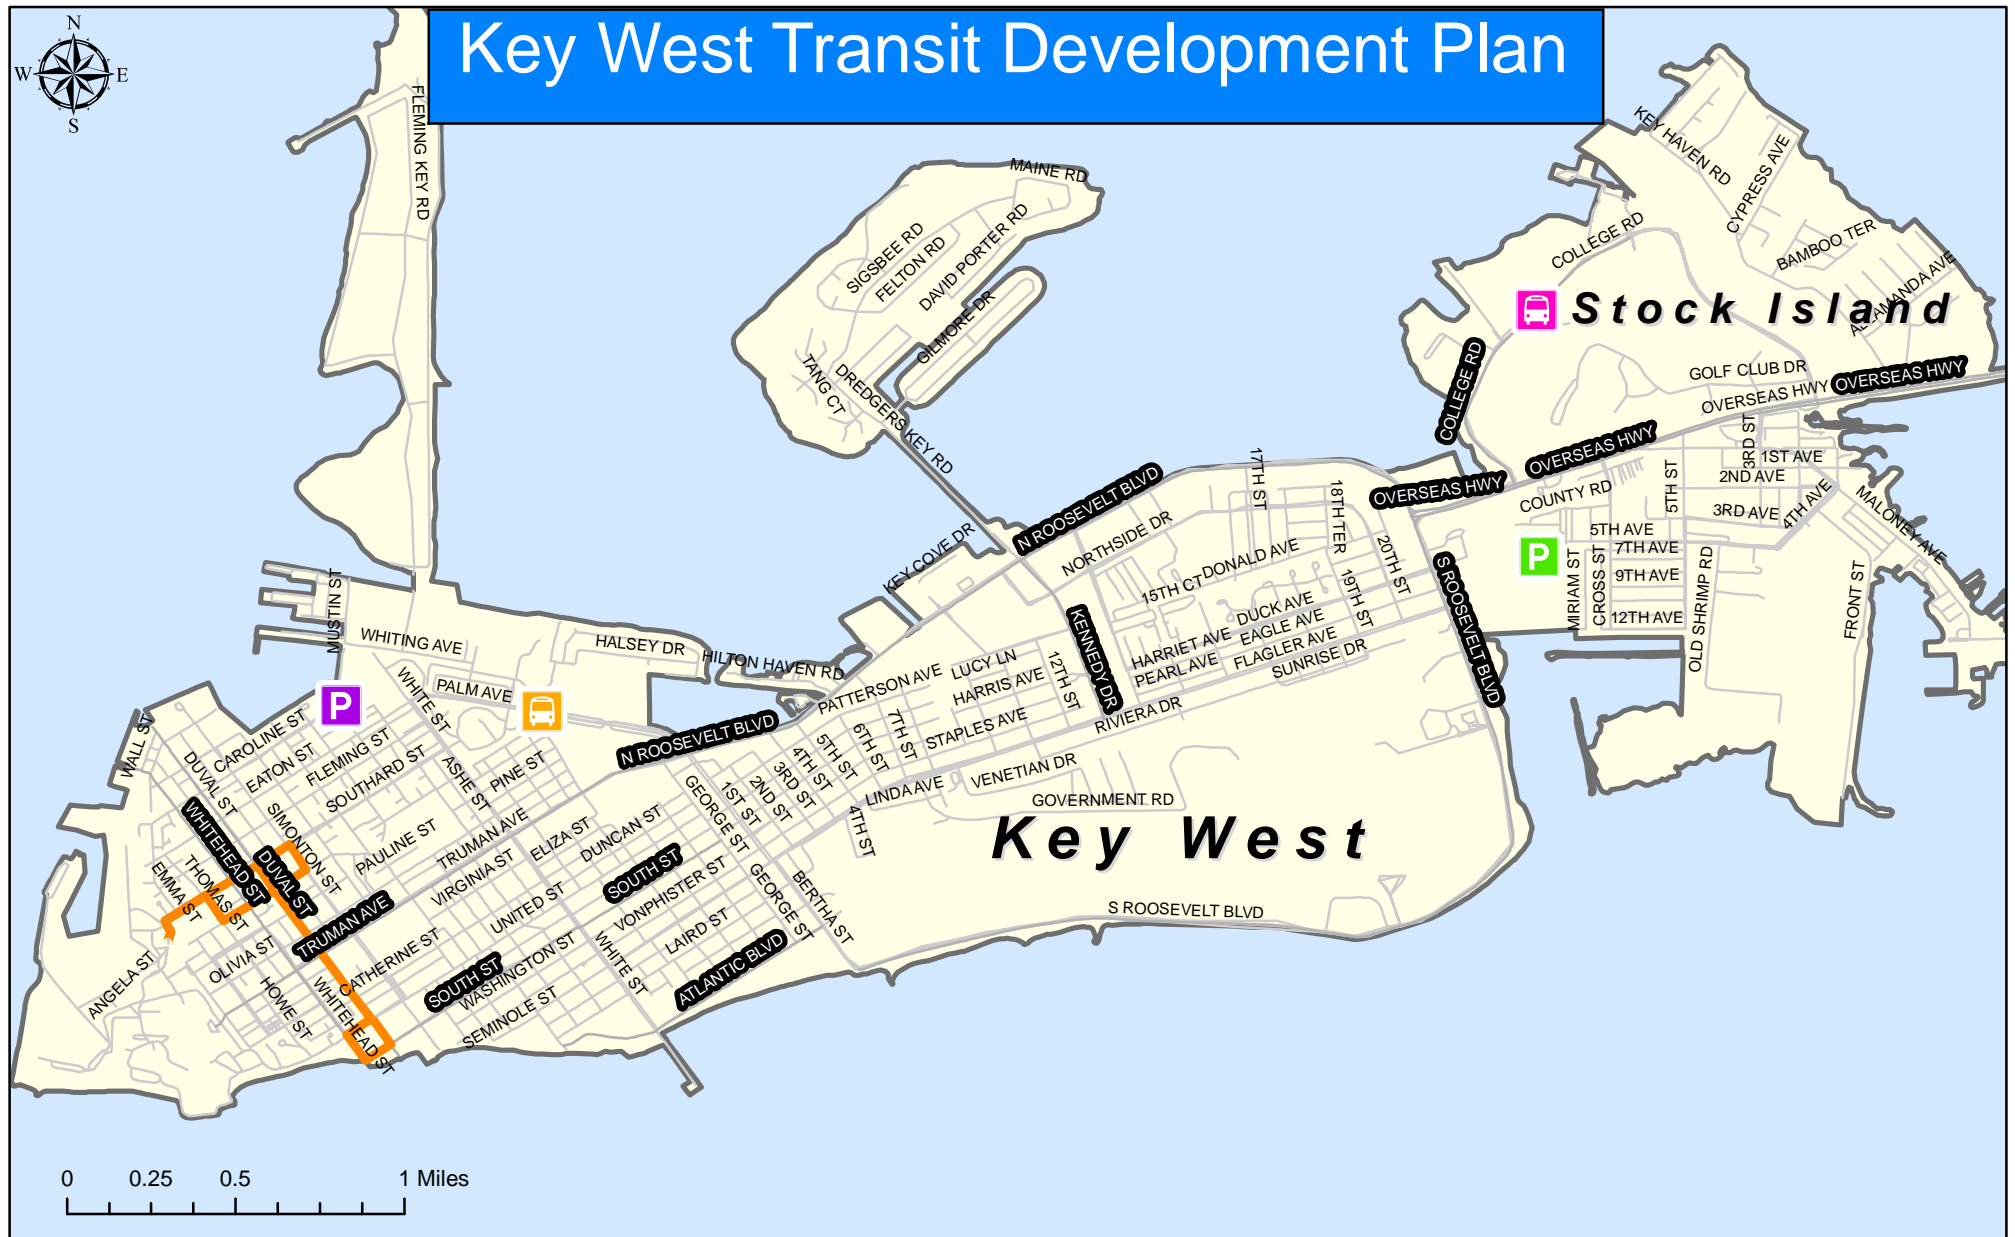 Key West Transit Development Plan
N
W
E
S
FLEMING KEY RD
MAINE RD
SIGSBEE RD
FELTON RD
DAVID PORTER RD
GILMORE DR
TANG CT
DREDGERS KEY RD
KEY HAVEN RD
CYPRESS AVE
COLLEGE RD
BAMBOO TER
ALLAMANDA AVE
Stock Island
COLLEGE RD
GOLF CLUB DR
OVERSEAS HWY
OVERSEAS HWY
OVERSEAS HWY
OVERSEAS HWY
3RD ST
1ST AVE
2ND AVE
5TH ST
COUNTY RD
3RD AVE
4TH AVE
MALONEY AVE
5TH AVE
7TH AVE
9TH AVE
12TH AVE
MIRIAM ST
CROSS ST
OLD SHRIMP RD
FRONT ST
P
N ROOSEVELT BLVD
17TH ST
18TH TER
NORTHSIDE DR
KEY COVE DR
DONALD AVE
15TH CT
20TH ST
19TH ST
S ROOSEVELT BLVD
DUCK AVE
EAGLE AVE
HARRIET AVE
PEARL AVE
FLAGLER AVE
SUNRISE DR
KENNEDY DR
12TH ST
RIVIERA DR
MUSTIN ST
WHITING AVE
HALSEY DR
HILTON HAVEN RD
PATTERSON AVE
LUCY LN
HARRIS AVE
STAPLES AVE
7TH ST
6TH ST
5TH ST
4TH ST
3RD ST
2ND ST
1ST ST
LINDA AVE
VENETIAN DR
GOVERNMENT RD
4TH ST
Key West
S ROOSEVELT BLVD
P
PALM AVE
WHITE ST
N ROOSEVELT BLVD
WALL ST
DUVAL ST
CAROLINE ST
EATON ST
FLEMING ST
SOUTHARD ST
ASHE ST
PINE ST
GEORGE ST
SIMONTON ST
WHITEHEAD ST
DUVAL ST
THOMAS ST
EMMA ST
PAULINE ST
TRUMAN AVE
VIRGINIA ST
ELIZA ST
DUNCAN ST
UNITED ST
SOUTH ST
VONPHISTER ST
LAIRD ST
GEORGE ST
BERTHA ST
TRUMAN AVE
CATHERINE ST
OLIVIA ST
ANGELA ST
HOWE ST
WHITEHEAD ST
SOUTH ST
WASHINGTON ST
SEMINOLE ST
WHITE ST
ATLANTIC BLVD
0 0.25 0.5 1 Miles